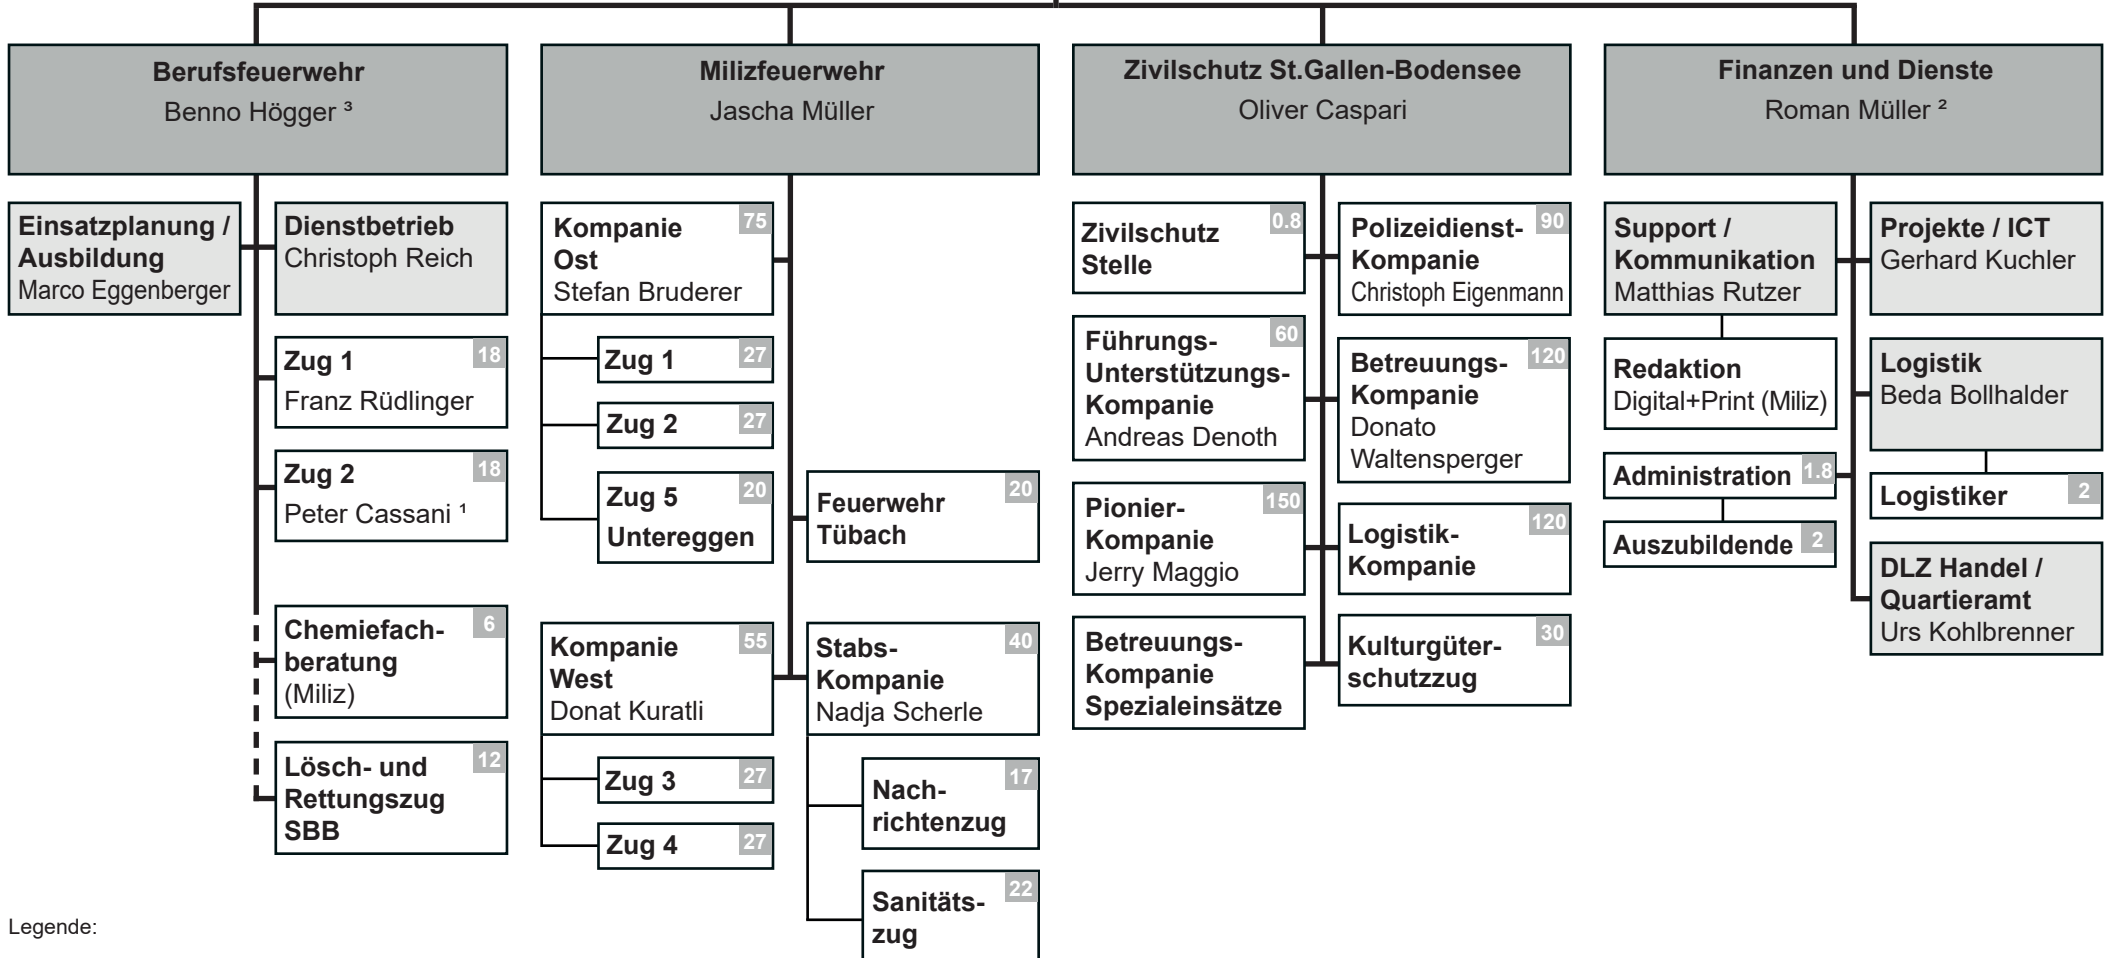 Berufsfeuerwehr
Benno Högger ³
Milizfeuerwehr
Jascha Müller
Zivilschutz St.Gallen-Bodensee
Oliver Caspari
Finanzen und Dienste
Roman Müller ²
Einsatzplanung /
Ausbildung
Marco Eggenberger
Dienstbetrieb
Christoph Reich
Zug 1
18
Franz Rüdlinger
Zug 2
18
Peter Cassani ¹
Chemiefach-
6
beratung
(Miliz)
Lösch- und
12
Rettungszug
SBB
Kompanie
75
Ost
Stefan Bruderer
Zug 1
27
Zug 2
27
Zug 5
20
Untereggen
Feuerwehr
20
Tübach
Kompanie
55
West
Donat Kuratli
Zug 3
27
Zug 4
27
Stabs-
40
Kompanie
Nadja Scherle
Nach-
17
richtenzug
Sanitäts-
22
zug
Zivilschutz
0.8
Stelle
Führungs-
60
Unterstützungs-
Kompanie
Andreas Denoth
Pionier-
150
Kompanie
Jerry Maggio
Betreuungs-
Kompanie
Spezialeinsätze
Polizeidienst-
90
Kompanie
Christoph Eigenmann
Betreuungs-
120
Kompanie
Donato
Waltensperger
Logistik-
120
Kompanie
Kulturgüter-
30
schutzzug
Support /
Kommunikation
Matthias Rutzer
Redaktion
Digital+Print (Miliz)
Administration
1.8
Auszubildende
2
Projekte / ICT
Gerhard Kuchler
Logistik
Beda Bollhalder
Logistiker
2
DLZ Handel /
Quartieramt
Urs Kohlbrenner
Legende: